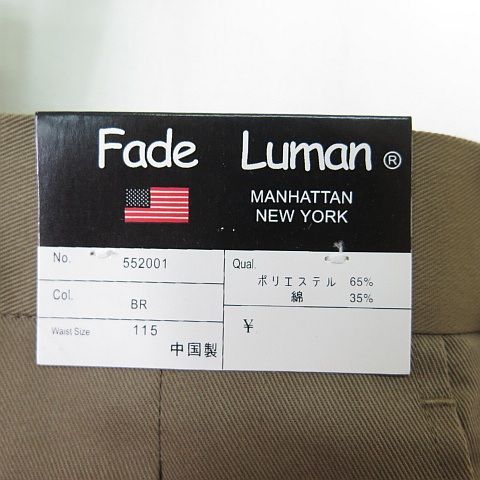 Fade Luman ®
MANHATTAN
NEW YORK
No. 552001
Col. BR
Waist Size 115
中国製
Qual.
ポリエステル 65%
綿 35%
¥